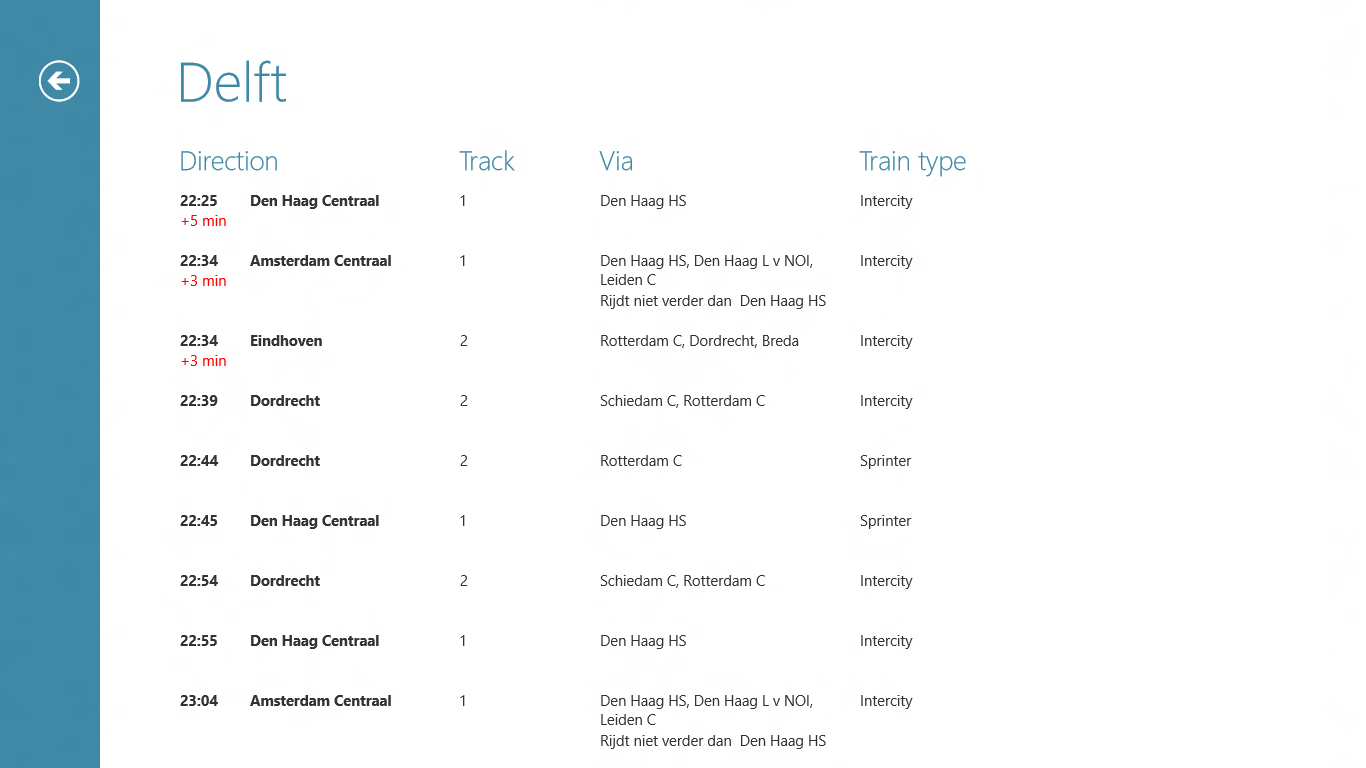 Delft
Direction Track Via Train type
22:25 Den Haag Centraal 1 Den Haag HS Intercity
+5 min
22:34 Amsterdam Centraal 1 Den Haag HS, Den Haag L v NOI, Intercity
+3 min Leiden C
Rijdt niet verder dan  Den Haag HS
22:34 Eindhoven 2 Rotterdam C, Dordrecht, Breda Intercity
+3 min
22:39 Dordrecht 2 Schiedam C, Rotterdam C Intercity
22:44 Dordrecht 2 Rotterdam C Sprinter
22:45 Den Haag Centraal 1 Den Haag HS Sprinter
22:54 Dordrecht 2 Schiedam C, Rotterdam C Intercity
22:55 Den Haag Centraal 1 Den Haag HS Intercity
23:04 Amsterdam Centraal 1 Den Haag HS, Den Haag L v NOI, Intercity
Leiden C
Rijdt niet verder dan  Den Haag HS